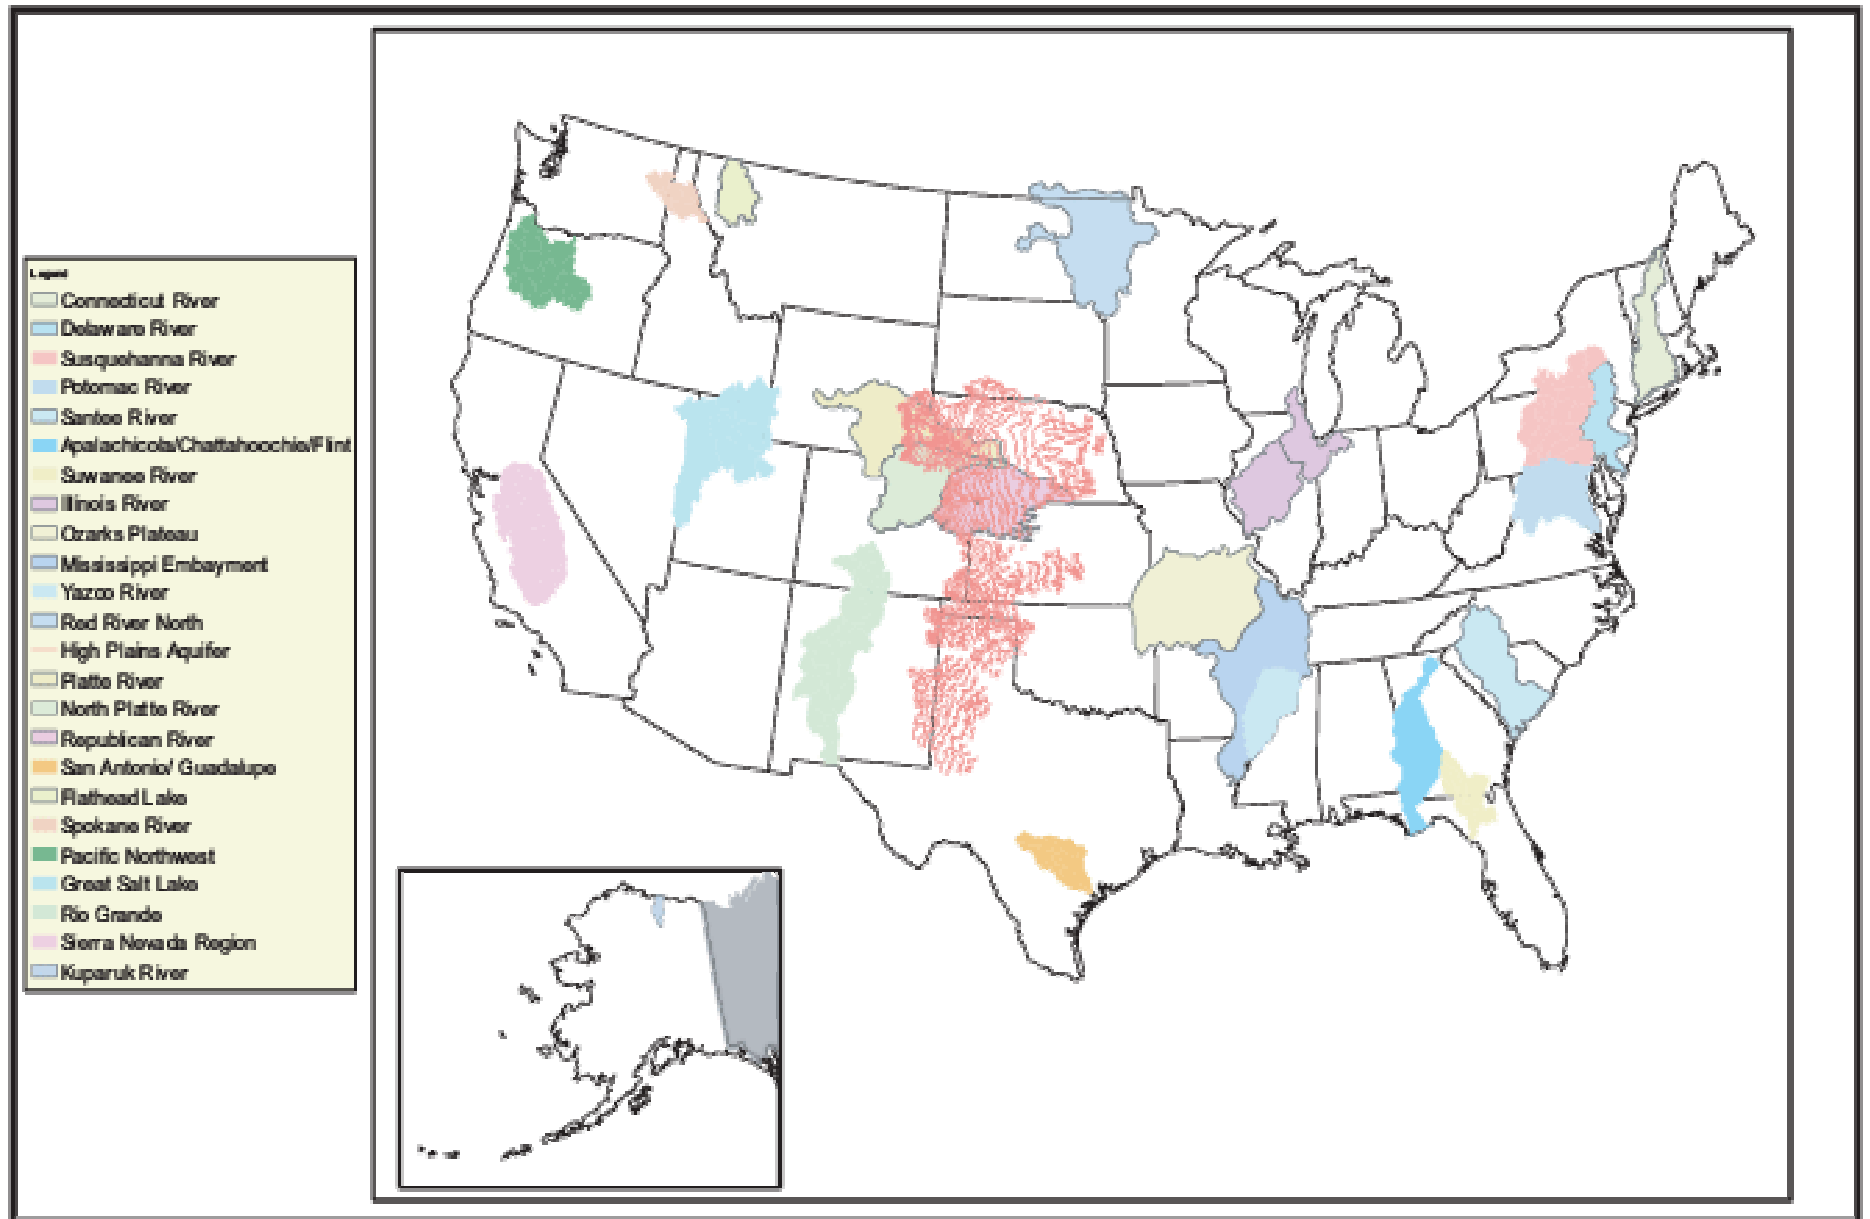 Legend
Connecticut River
Delaware River
Susquehanna River
Potomac River
Santee River
Apalachicola/Chattahoochie/Flint
Suwanee River
Illinois River
Ozarks Plateau
Mississippi Embayment
Yazoo River
Red River North
High Plains Aquifer
Platte River
North Platte River
Republican River
San Antonio/ Guadalupe
Flathead Lake
Spokane River
Pacific Northwest
Great Salt Lake
Rio Grande
Sierra Nevada Region
Kuparuk River